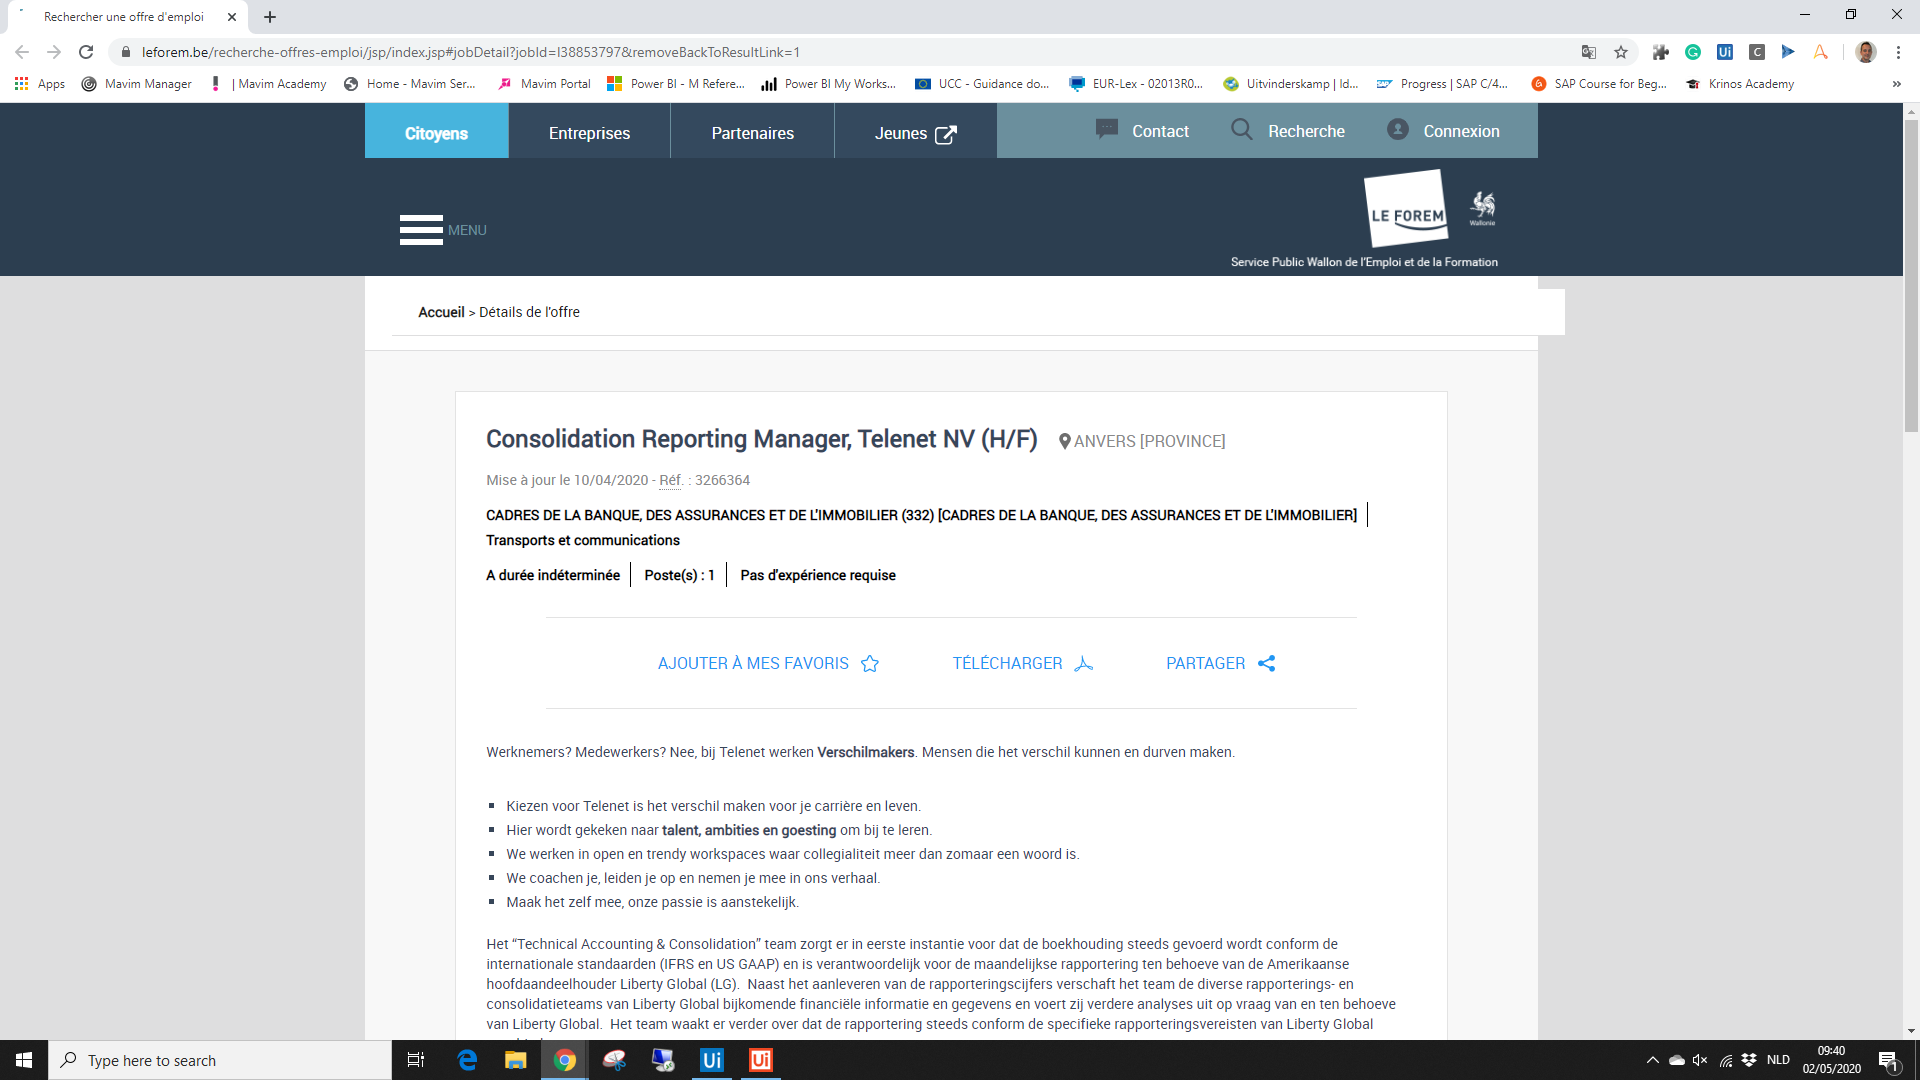 Rechercher une offre d'emploi
leforem.be/recherche-offres-emploi/jsp/index.jsp#jobDetail?jobId=I38853797&removeBackToResultLink=1
Apps Mavim Manager | Mavim Academy Home - Mavim Ser... Mavim Portal Power BI - M Refere... Power BI My Works... UCC - Guidance do... EUR-Lex - 02013R0... Uitvinderskamp | Id... Progress | SAP C/4... SAP Course for Beg... Krinos Academy »
Citoyens Entreprises Partenaires Jeunes Contact Recherche Connexion
LE FOREM
Wallonie
MENU
Service Public Wallon de l'Emploi et de la Formation
Accueil > Détails de l'offre
Consolidation Reporting Manager, Telenet NV (H/F) ANVERS [PROVINCE]
Mise à jour le 10/04/2020 - Réf. : 3266364
CADRES DE LA BANQUE, DES ASSURANCES ET DE L'IMMOBILIER (332) [CADRES DE LA BANQUE, DES ASSURANCES ET DE L'IMMOBILIER]
Transports et communications
A durée indéterminée Poste(s) : 1 Pas d'expérience requise
AJOUTER À MES FAVORIS TÉLÉCHARGER PARTAGER
Werknemers? Medewerkers? Nee, bij Telenet werken Verschilmakers. Mensen die het verschil kunnen en durven maken.
Kiezen voor Telenet is het verschil maken voor je carrière en leven.
Hier wordt gekeken naar talent, ambities en goesting om bij te leren.
We werken in open en trendy workspaces waar collegialiteit meer dan zomaar een woord is.
We coachen je, leiden je op en nemen je mee in ons verhaal.
Maak het zelf mee, onze passie is aanstekelijk.
Het “Technical Accounting & Consolidation” team zorgt er in eerste instantie voor dat de boekhouding steeds gevoerd wordt conform de
internationale standaarden (IFRS en US GAAP) en is verantwoordelijk voor de maandelijkse rapportering ten behoeve van de Amerikaanse
hoofdaandeelhouder Liberty Global (LG). Naast het aanleveren van de rapporteringscijfers verschaft het team de diverse rapporterings- en
consolidatieteams van Liberty Global bijkomende financiële informatie en gegevens en voert zij verdere analyses uit op vraag van en ten behoeve
van Liberty Global. Het team waakt er verder over dat de rapportering steeds conform de specifieke rapporteringsvereisten van Liberty Global
Type here to search
Ui Ui
NLD
09:40
02/05/2020
1